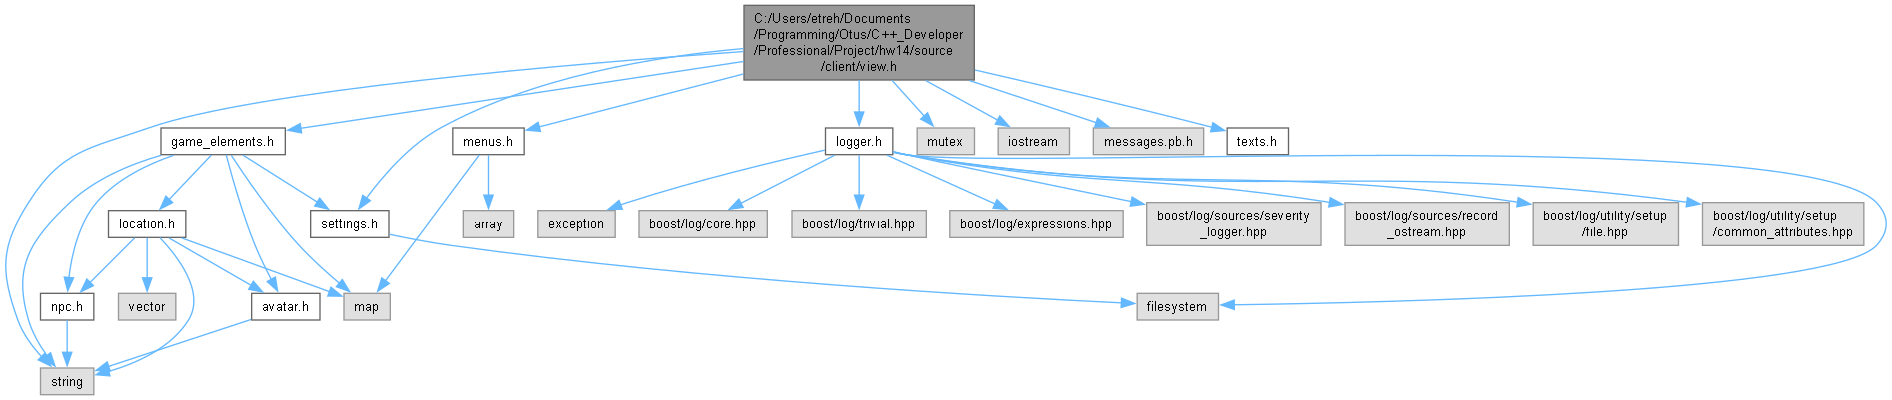 C:/Users/etreh/Documents
/Programming/Otus/C++_Developer
/Professional/Project/hw14/source
/client/view.h
game_elements.h
menus.h
logger.h
mutex
iostream
messages.pb.h
texts.h
location.h
settings.h
array
exception
boost/log/core.hpp
boost/log/trivial.hpp
boost/log/expressions.hpp
boost/log/sources/severity
_logger.hpp
boost/log/sources/record
_ostream.hpp
boost/log/utility/setup
/file.hpp
boost/log/utility/setup
/common_attributes.hpp
npc.h
vector
avatar.h
map
filesystem
string